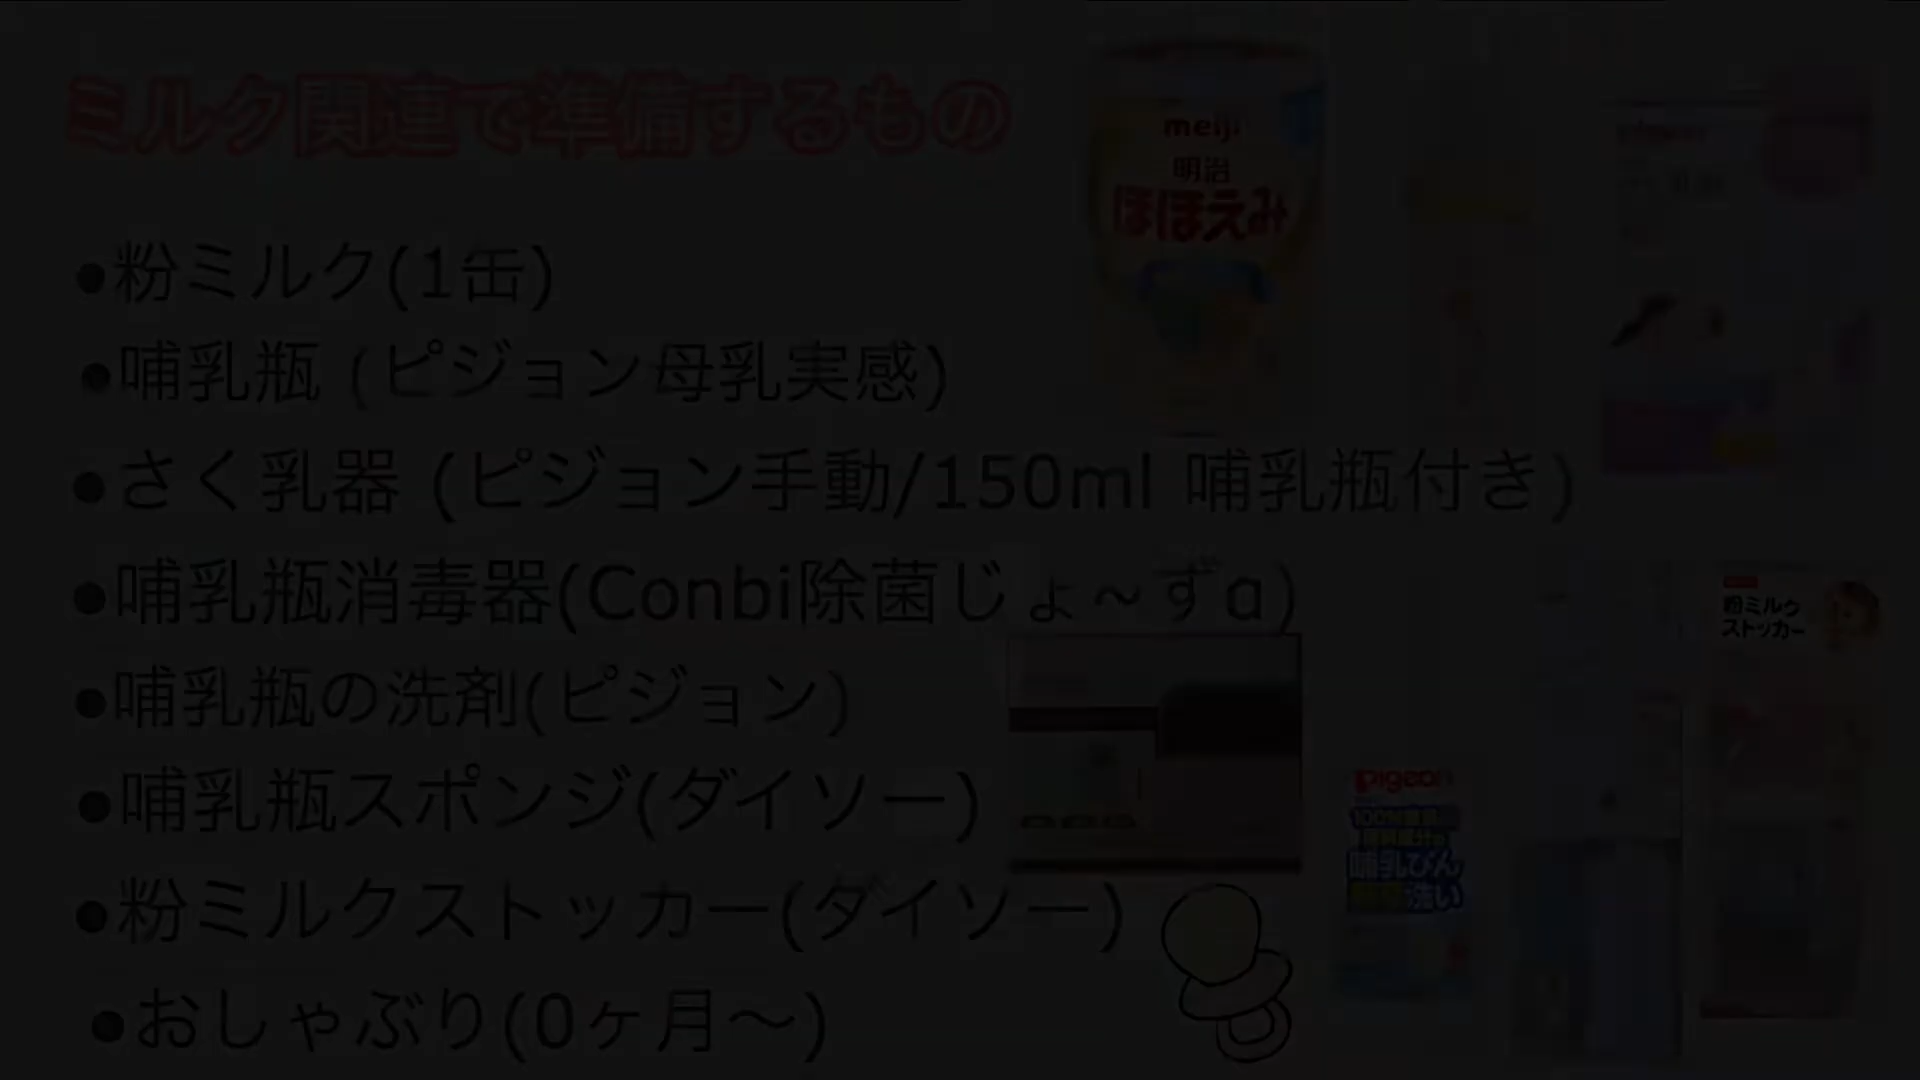 ミルク関連で準備するもの
●粉ミルク(1缶)
●哺乳瓶 (ピジョン母乳実感)
●さく乳器 (ピジョン手動/150ml 哺乳瓶付き)
●哺乳瓶消毒器(Conbi除菌じょ~ずα)
●哺乳瓶の洗剤(ピジョン)
●哺乳瓶スポンジ(ダイソー)
●粉ミルクストッカー(ダイソー)
●おしゃぶり(0ヶ月～)
meiji
明治
ほほえみ
粉ミルク
ストッカー
pigeon
哺乳びん
洗い